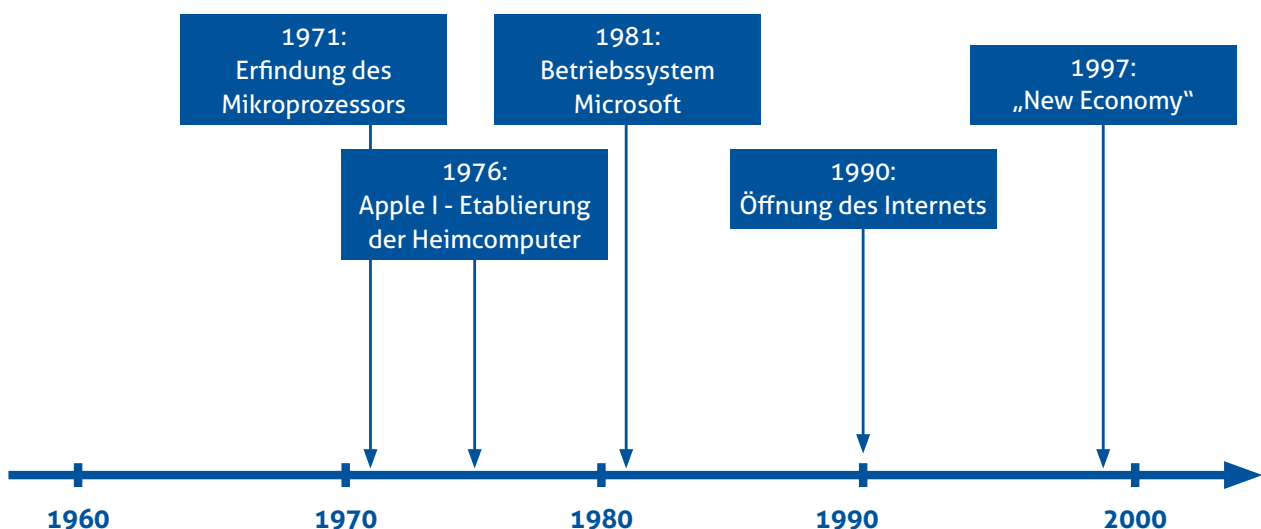 1971:
Erfindung des
Mikroprozessors
1976:
Apple I - Etablierung
der Heimcomputer
1981:
Betriebssystem
Microsoft
1990:
Öffnung des Internets
1997:
„New Economy“
1960
1970
1980
1990
2000